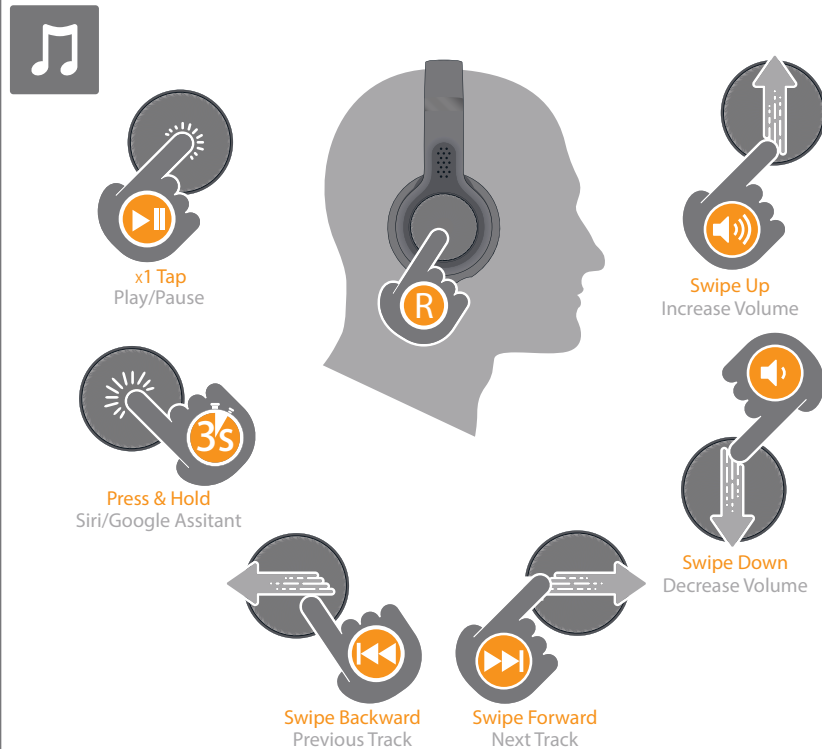 x1 Tap
Play/Pause
R
Swipe Up
Increase Volume
3s
Press & Hold
Siri/Google Assitant
Swipe Down
Decrease Volume
Swipe Backward
Previous Track
Swipe Forward
Next Track